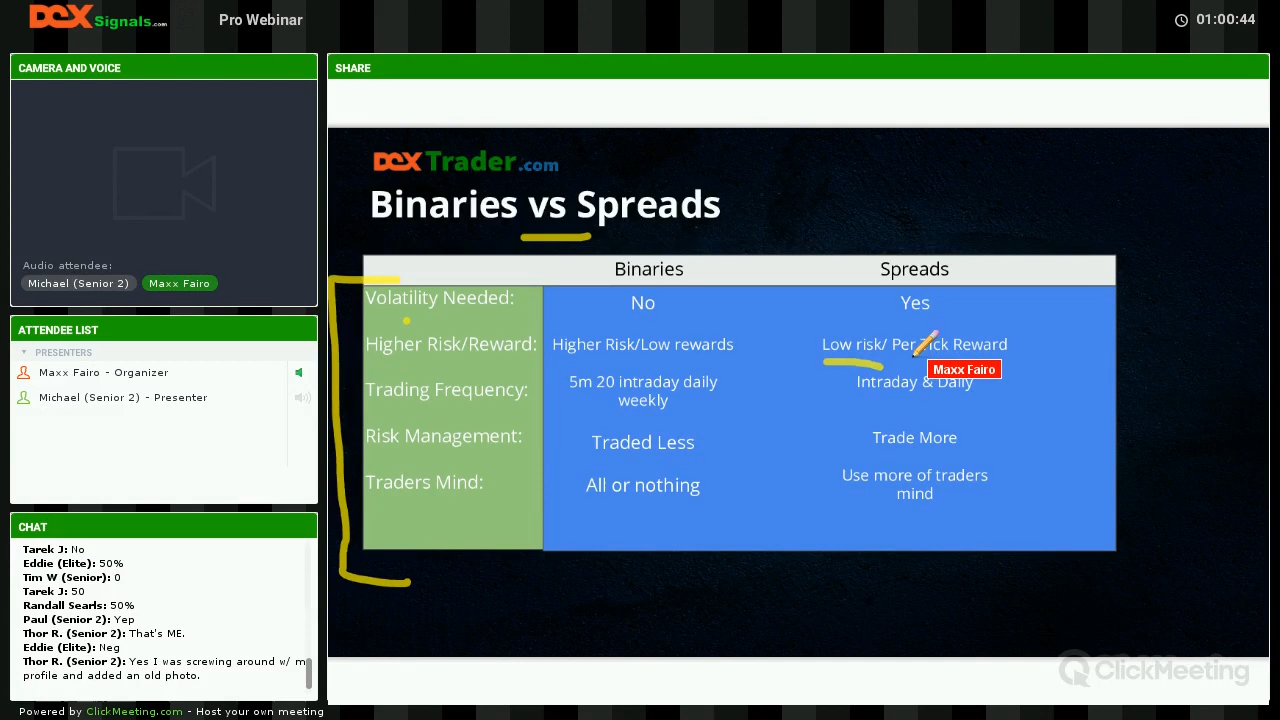 DCX Signals.com
Pro Webinar
01:00:44
CAMERA AND VOICE
Audio attendee:
Michael (Senior 2) Maxx Fairo
ATTENDEE LIST
PRESENTERS
Maxx Fairo - Organizer
Michael (Senior 2) - Presenter
CHAT
Tarek J: No
Eddie (Elite): 50%
Tim W (Senior): 0
Tarek J: 50
Randall Searls: 50%
Paul (Senior 2): Yep
Thor R. (Senior 2): That's ME.
Eddie (Elite): Neg
Thor R. (Senior 2): Yes I was screwing around w/ m
profile and added an old photo.
Powered by ClickMeeting.com - Host your own meeting
SHARE
DCX Trader.com
Binaries vs Spreads
Binaries Spreads
Volatility Needed: No Yes
Higher Risk/Reward: Higher Risk/Low rewards Low risk/ Per Tick Reward
Maxx Fairo
Trading Frequency: 5m 20 intraday daily weekly Intraday & Daily
Risk Management: Traded Less Trade More
Traders Mind: All or nothing Use more of traders mind
ClickMeeting